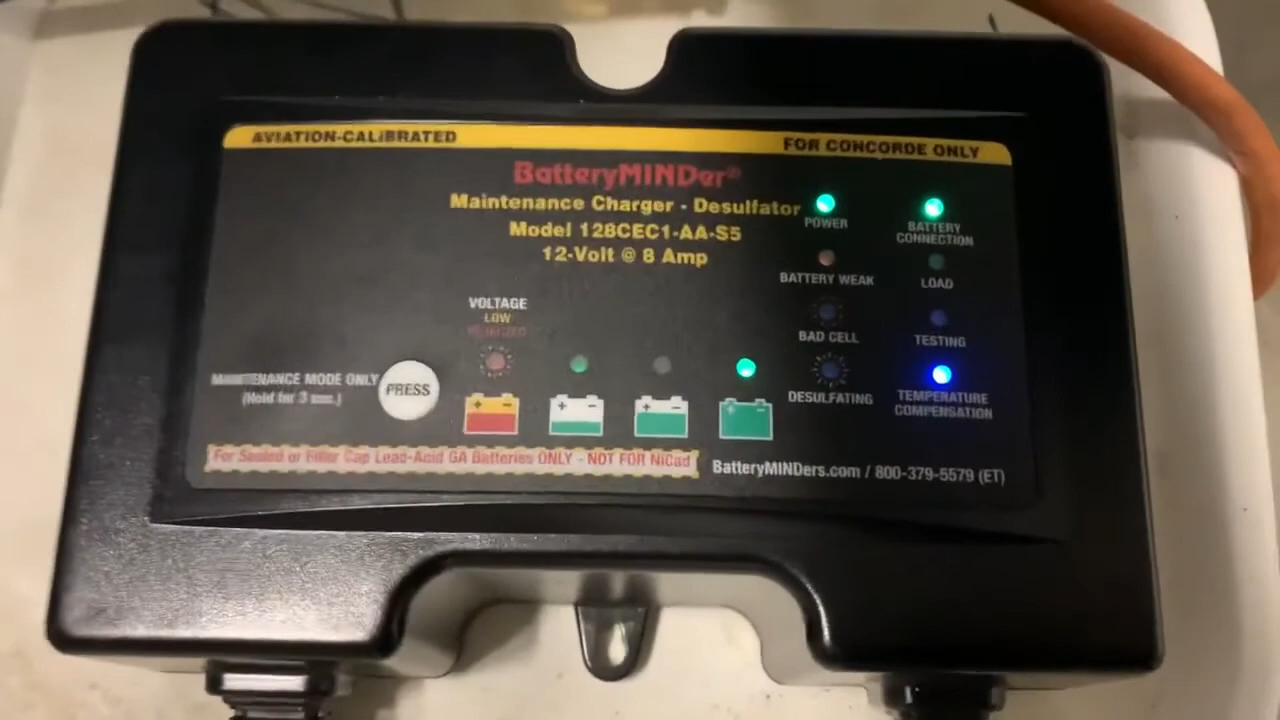 AVIATION-CALIBRATED
FOR CONCORDE ONLY
BatteryMINDer®
Maintenance Charger - Desulfator
Model 128CEC1-AA-S5
12-Volt @ 8 Amp
POWER
BATTERY
CONNECTION
BATTERY WEAK
LOAD
VOLTAGE
LOW
BAD CELL
TESTING
MAINTENANCE MODE ONLY
(Hold for 3 sec.)
PRESS
DESULFATING
TEMPERATURE
COMPENSATION
For Sealed or Filler Cap Lead-Acid GA Batteries ONLY - NOT FOR NiCad
BatteryMINDers.com / 800-379-5579 (ET)